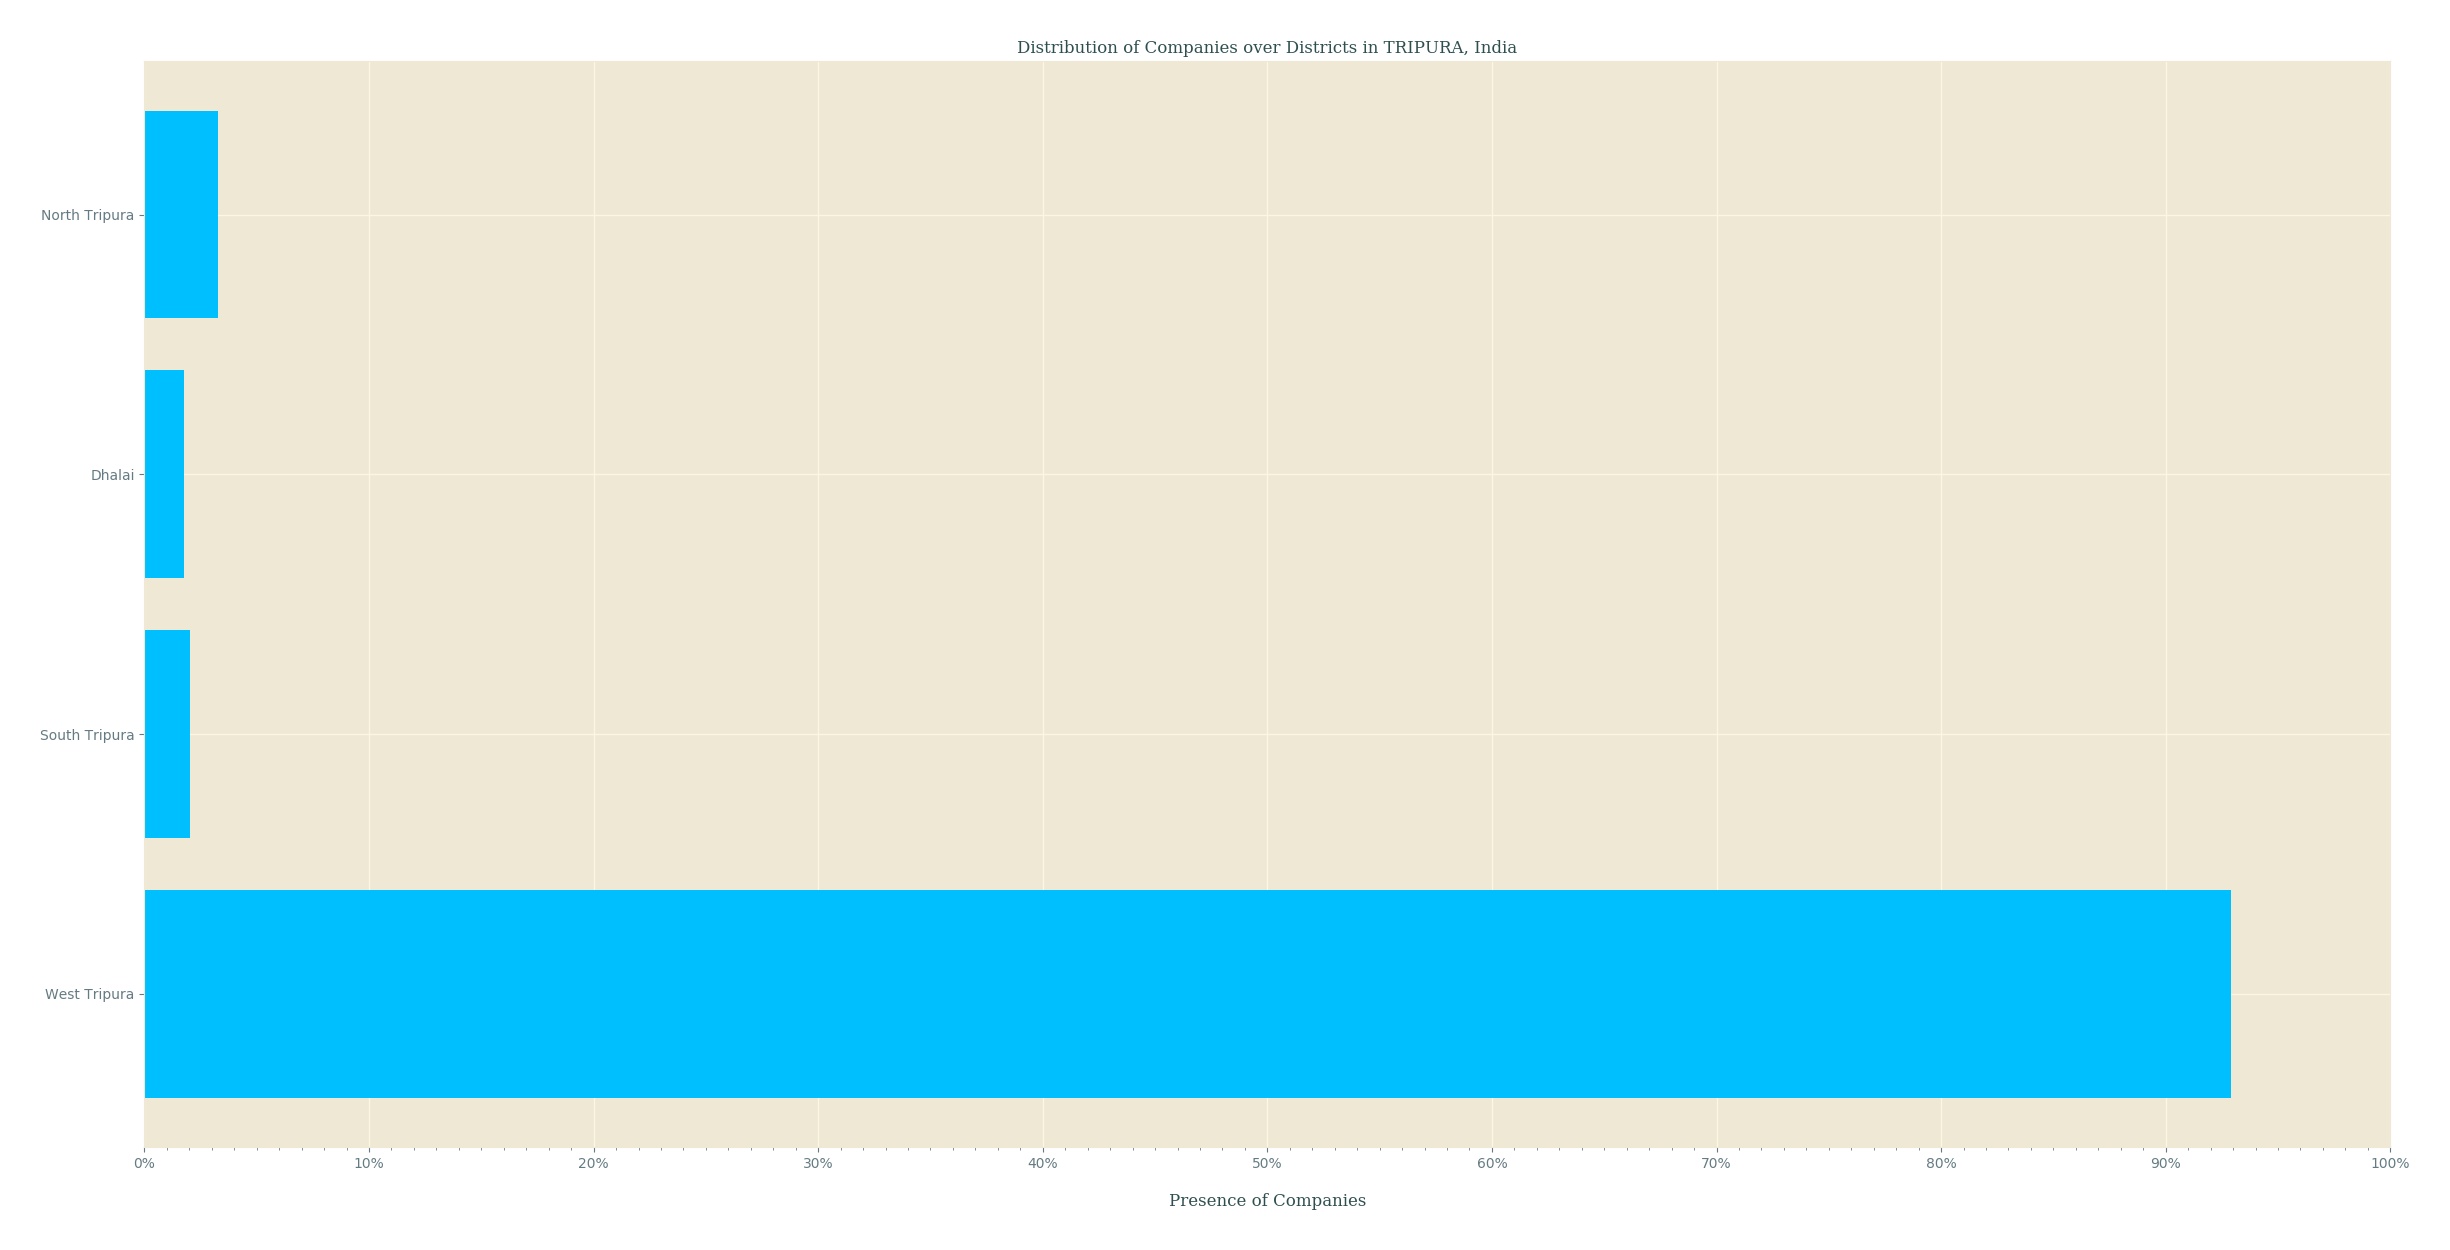 Distribution of Companies over Districts in TRIPURA, India
North Tripura
Dhalai
South Tripura
West Tripura
0% 10% 20% 30% 40% 50% 60% 70% 80% 90% 100%
Presence of Companies